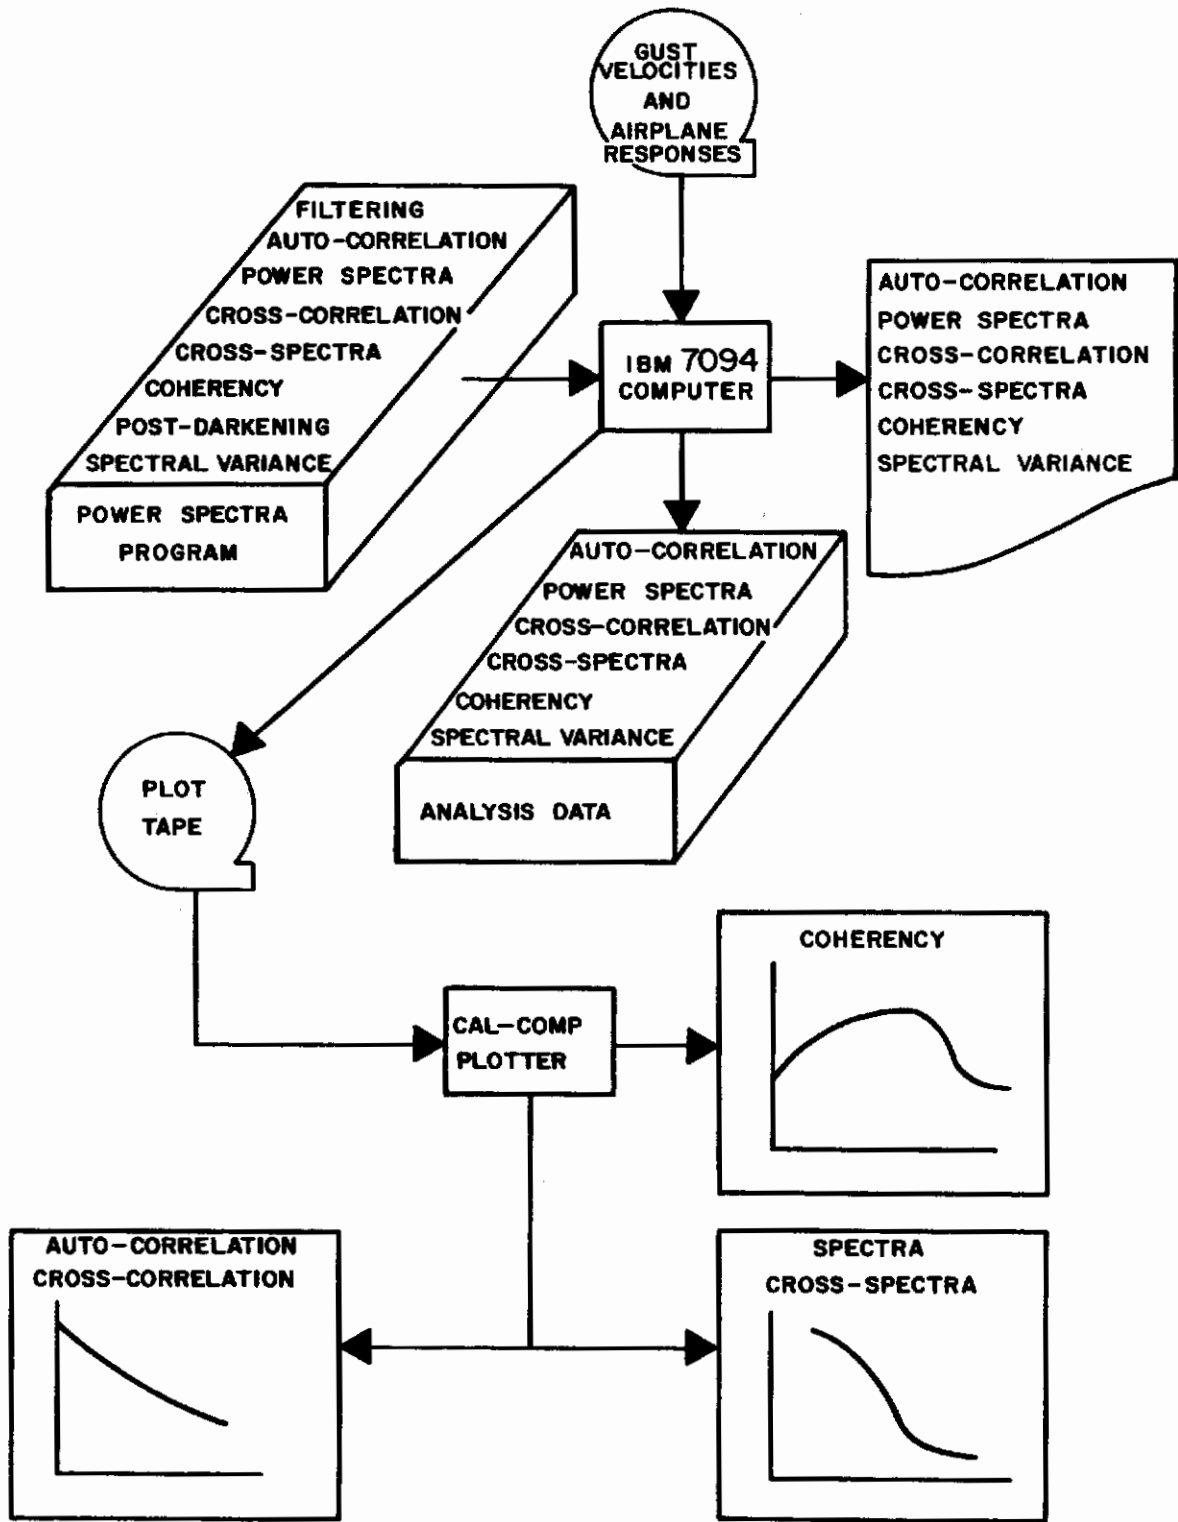 GUST
VELOCITIES
AND
AIRPLANE
RESPONSES
FILTERING
AUTO-CORRELATION
POWER SPECTRA
CROSS-CORRELATION
CROSS-SPECTRA
COHERENCY
POST-DARKENING
SPECTRAL VARIANCE
POWER SPECTRA
PROGRAM
IBM 7094
COMPUTER
AUTO-CORRELATION
POWER SPECTRA
CROSS-CORRELATION
CROSS-SPECTRA
COHERENCY
SPECTRAL VARIANCE
AUTO-CORRELATION
POWER SPECTRA
CROSS-CORRELATION
CROSS-SPECTRA
COHERENCY
SPECTRAL VARIANCE
ANALYSIS DATA
PLOT
TAPE
CAL-COMP
PLOTTER
COHERENCY
AUTO-CORRELATION
CROSS-CORRELATION
SPECTRA
CROSS-SPECTRA